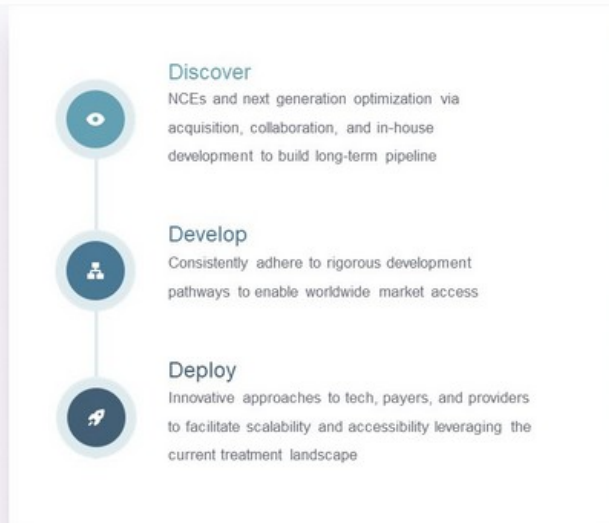 Discover
NCEs and next generation optimization via
acquisition, collaboration, and in-house
development to build long-term pipeline
Develop
Consistently adhere to rigorous development
pathways to enable worldwide market access
Deploy
Innovative approaches to tech, payers, and providers
to facilitate scalability and accessibility leveraging the
current treatment landscape